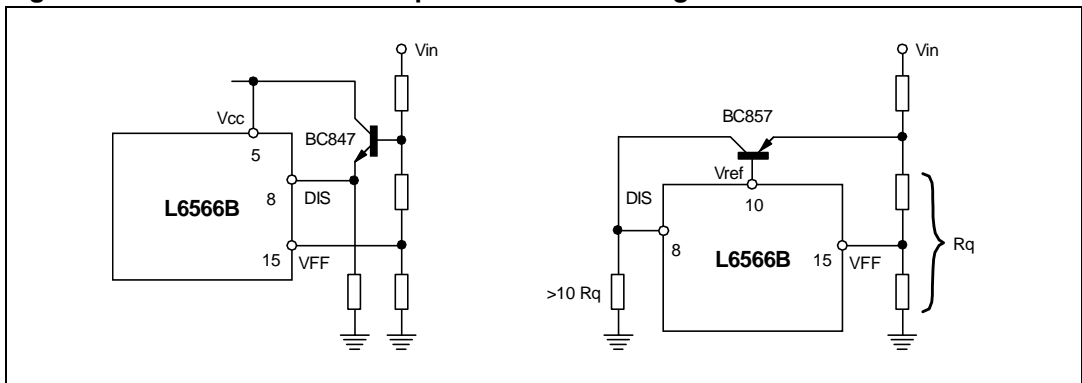 Vin
Vcc
BC847
5
8 DIS
L6566B
15 VFF
Vin
BC857
Vref
DIS
10
8
L6566B
15 VFF
Rq
>10 Rq